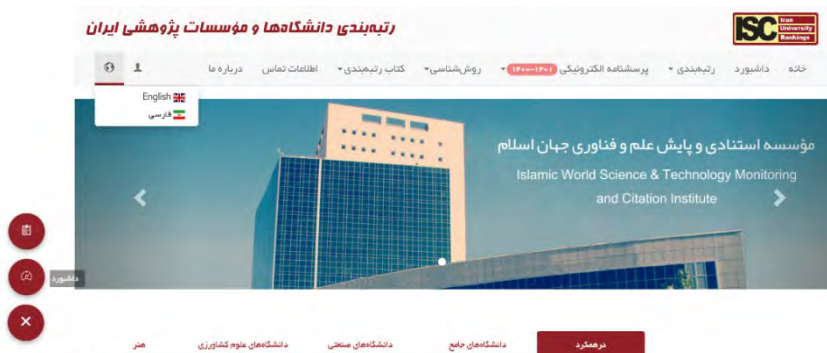 رتبه‌بندی دانشگاه‌ها و مؤسسات پژوهشی ایران
ISC Iran University Rankings
خانه
داشبورد
رتبه‌بندی
پرسشنامه الکترونیکی ۱۴۰۱-۱۴۰۰
روش‌شناسی
کتاب رتبه‌بندی
اطلاعات تماس
درباره ما
English
فارسی
مؤسسه استنادی و پایش علم و فناوری جهان اسلام
Islamic World Science & Technology Monitoring
and Citation Institute
داشبورد
درهمکرد
دانشگاه‌های جامع
دانشگاه‌های صنعتی
دانشگاه‌های علوم کشاورزی
هنر